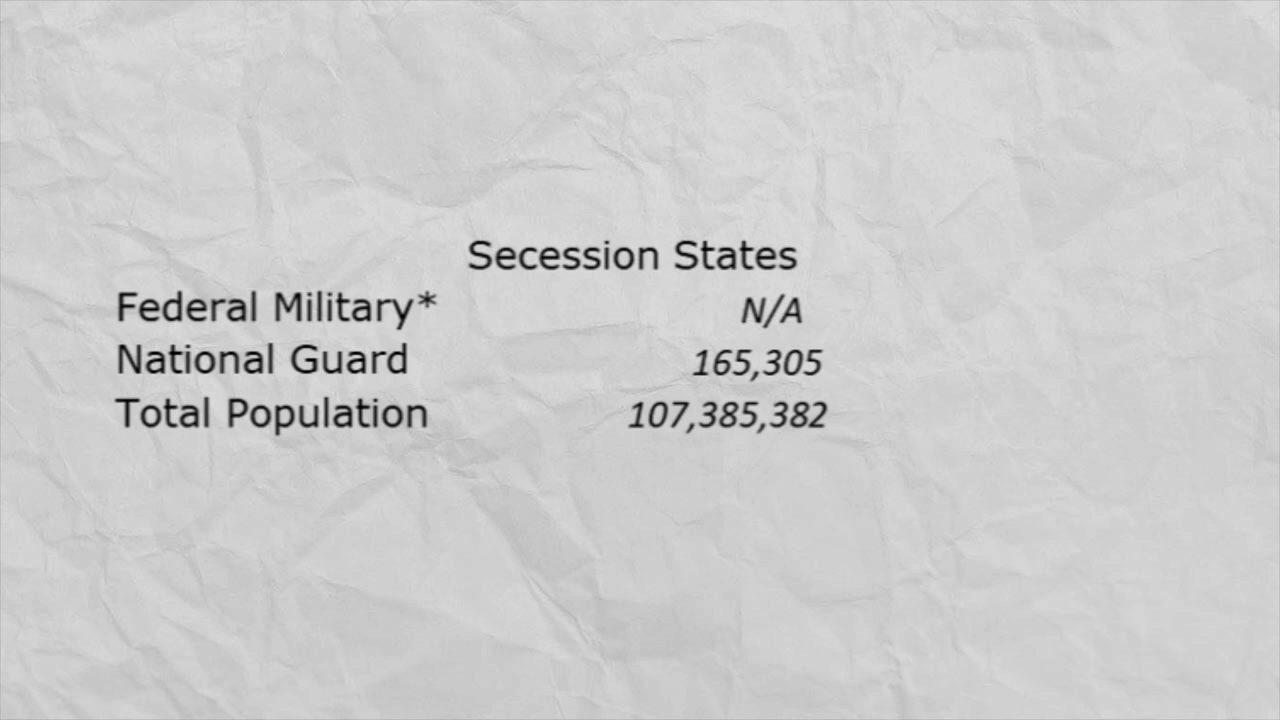 Secession States
Federal Military* N/A
National Guard 165,305
Total Population 107,385,382